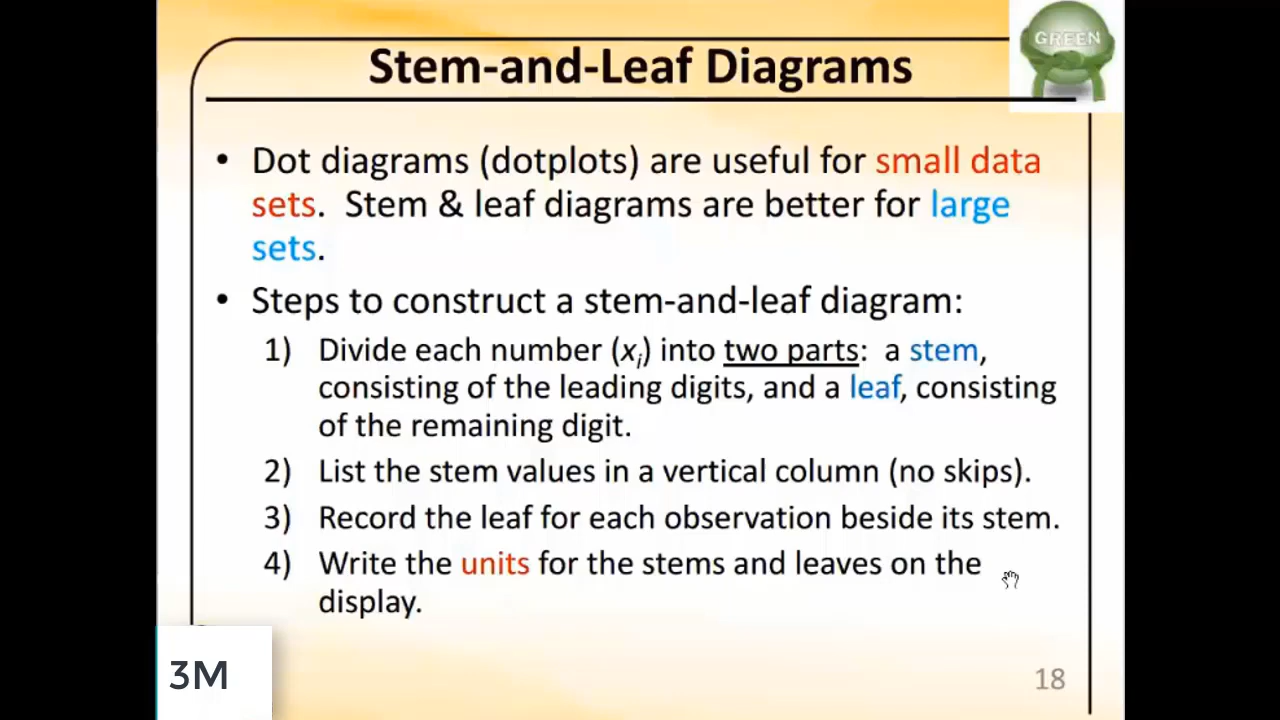 GREEN
Stem-and-Leaf Diagrams
• Dot diagrams (dotplots) are useful for small data
sets. Stem & leaf diagrams are better for large
sets.
• Steps to construct a stem-and-leaf diagram:
1) Divide each number (xi) into two parts: a stem,
consisting of the leading digits, and a leaf, consisting
of the remaining digit.
2) List the stem values in a vertical column (no skips).
3) Record the leaf for each observation beside its stem.
4) Write the units for the stems and leaves on the
display.
3M
18